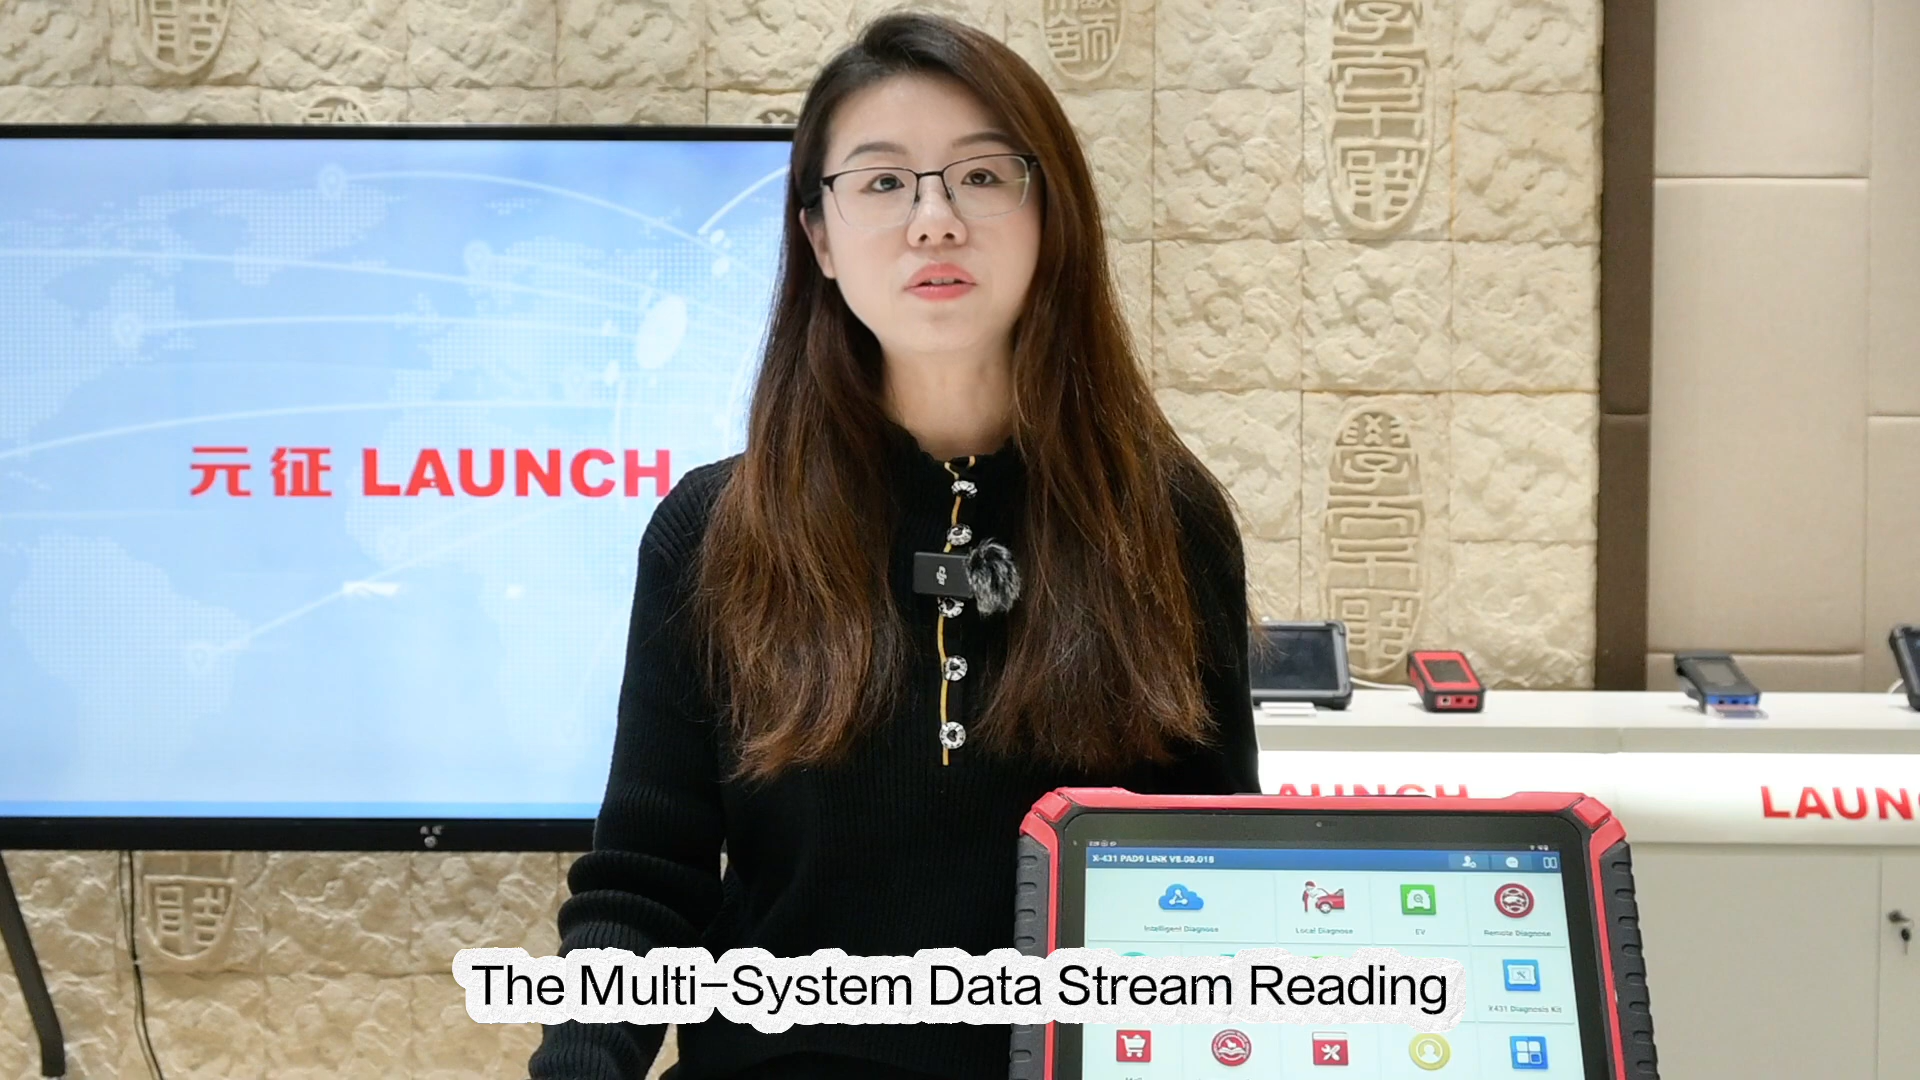 元征 LAUNCH
LAUNCH
LAUN
X-431 PAD9 LINK V8.00.018
Intelligent Diagnose
Local Diagnose
EV
Remote Diagnose
X431 Diagnosis Kit
The Multi-System Data Stream Reading